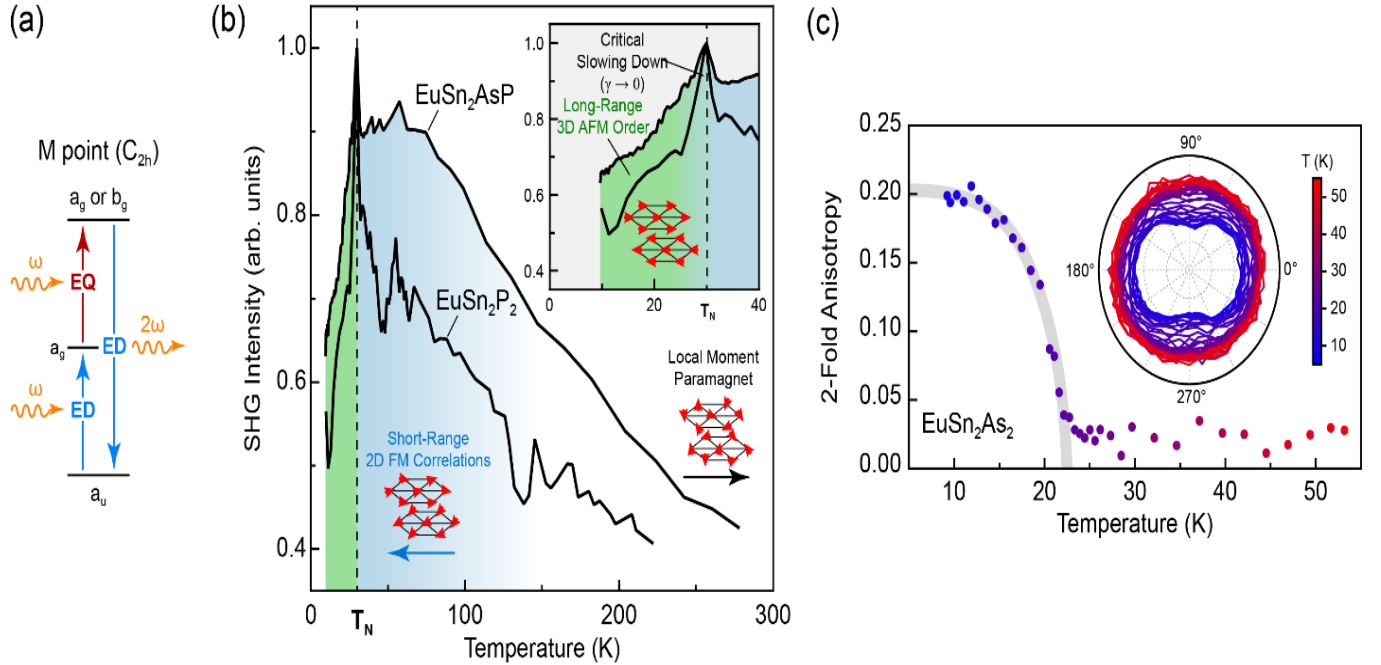 (a)
M point (C2h)
ag or bg
ω
EQ
2ω
ag
ED
ω
ED
au
(b)
SHG Intensity (arb. units)
1.0
0.8
0.6
0.4
EuSn2AsP
EuSn2P2
Short-Range
2D FM Correlations
Local Moment
Paramagnet
0
TN
100
200
300
Temperature (K)
1.0
0.8
0.6
0.4
Critical
Slowing Down
(γ → 0)
Long-Range
3D AFM Order
20
TN
40
(c)
2-Fold Anisotropy
0.25
0.20
0.15
0.10
0.05
0.00
EuSn2As2
10
20
30
40
50
Temperature (K)
90°
180°
0°
270°
T (K)
50
40
30
20
10